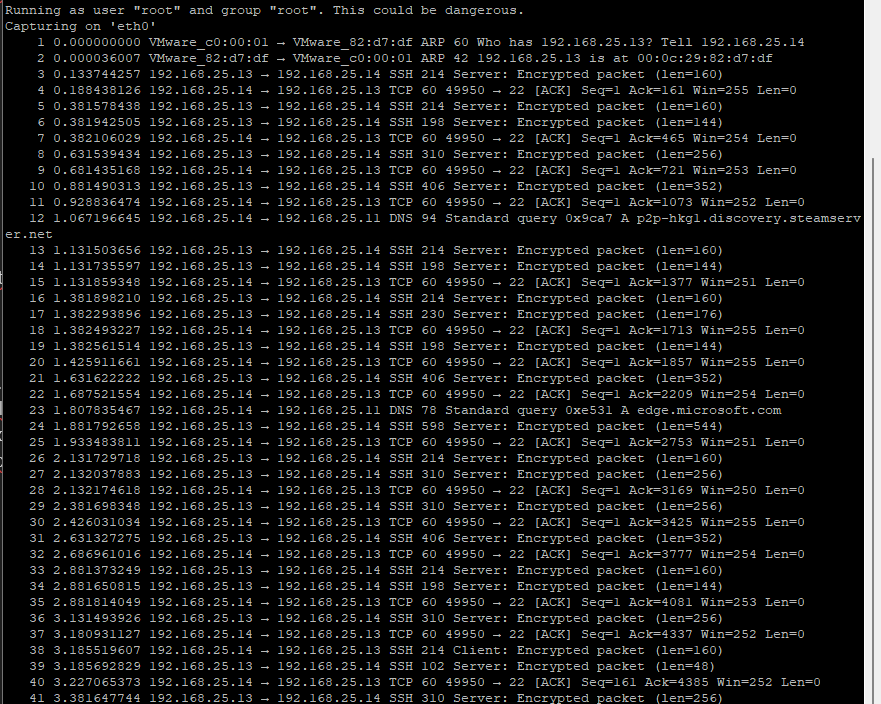 Running as user "root" and group "root". This could be dangerous.
Capturing on 'eth0'
1 0.000000000 VMware_c0:00:01 → VMware_82:d7:df ARP 60 Who has 192.168.25.13? Tell 192.168.25.14
2 0.000036007 VMware_82:d7:df → VMware_c0:00:01 ARP 42 192.168.25.13 is at 00:0c:29:82:d7:df
3 0.133744257 192.168.25.13 → 192.168.25.14 SSH 214 Server: Encrypted packet (len=160)
4 0.188438126 192.168.25.14 → 192.168.25.13 TCP 60 49950 → 22 [ACK] Seq=1 Ack=161 Win=255 Len=0
5 0.381578438 192.168.25.13 → 192.168.25.14 SSH 214 Server: Encrypted packet (len=160)
6 0.381942505 192.168.25.13 → 192.168.25.14 SSH 198 Server: Encrypted packet (len=144)
7 0.382106029 192.168.25.14 → 192.168.25.13 TCP 60 49950 → 22 [ACK] Seq=1 Ack=465 Win=254 Len=0
8 0.631539434 192.168.25.13 → 192.168.25.14 SSH 310 Server: Encrypted packet (len=256)
9 0.681435168 192.168.25.14 → 192.168.25.13 TCP 60 49950 → 22 [ACK] Seq=1 Ack=721 Win=253 Len=0
10 0.881490313 192.168.25.13 → 192.168.25.14 SSH 406 Server: Encrypted packet (len=352)
11 0.928836474 192.168.25.14 → 192.168.25.13 TCP 60 49950 → 22 [ACK] Seq=1 Ack=1073 Win=252 Len=0
12 1.067196645 192.168.25.14 → 192.168.25.11 DNS 94 Standard query 0x9ca7 A p2p-hkg1.discovery.steamserv
er.net
13 1.131503656 192.168.25.13 → 192.168.25.14 SSH 214 Server: Encrypted packet (len=160)
14 1.131735597 192.168.25.13 → 192.168.25.14 SSH 198 Server: Encrypted packet (len=144)
15 1.131859348 192.168.25.14 → 192.168.25.13 TCP 60 49950 → 22 [ACK] Seq=1 Ack=1377 Win=251 Len=0
16 1.381898210 192.168.25.13 → 192.168.25.14 SSH 214 Server: Encrypted packet (len=160)
17 1.382293896 192.168.25.13 → 192.168.25.14 SSH 230 Server: Encrypted packet (len=176)
18 1.382493227 192.168.25.14 → 192.168.25.13 TCP 60 49950 → 22 [ACK] Seq=1 Ack=1713 Win=255 Len=0
19 1.382561514 192.168.25.13 → 192.168.25.14 SSH 198 Server: Encrypted packet (len=144)
20 1.425911661 192.168.25.14 → 192.168.25.13 TCP 60 49950 → 22 [ACK] Seq=1 Ack=1857 Win=255 Len=0
21 1.631622222 192.168.25.13 → 192.168.25.14 SSH 406 Server: Encrypted packet (len=352)
22 1.687521554 192.168.25.14 → 192.168.25.13 TCP 60 49950 → 22 [ACK] Seq=1 Ack=2209 Win=254 Len=0
23 1.807835467 192.168.25.14 → 192.168.25.11 DNS 78 Standard query 0xe531 A edge.microsoft.com
24 1.881792658 192.168.25.13 → 192.168.25.14 SSH 598 Server: Encrypted packet (len=544)
25 1.933483811 192.168.25.14 → 192.168.25.13 TCP 60 49950 → 22 [ACK] Seq=1 Ack=2753 Win=251 Len=0
26 2.131729718 192.168.25.13 → 192.168.25.14 SSH 214 Server: Encrypted packet (len=160)
27 2.132037883 192.168.25.13 → 192.168.25.14 SSH 310 Server: Encrypted packet (len=256)
28 2.132174618 192.168.25.14 → 192.168.25.13 TCP 60 49950 → 22 [ACK] Seq=1 Ack=3169 Win=250 Len=0
29 2.381698348 192.168.25.13 → 192.168.25.14 SSH 310 Server: Encrypted packet (len=256)
30 2.426031034 192.168.25.14 → 192.168.25.13 TCP 60 49950 → 22 [ACK] Seq=1 Ack=3425 Win=255 Len=0
31 2.631327275 192.168.25.13 → 192.168.25.14 SSH 406 Server: Encrypted packet (len=352)
32 2.686961016 192.168.25.14 → 192.168.25.13 TCP 60 49950 → 22 [ACK] Seq=1 Ack=3777 Win=254 Len=0
33 2.881373249 192.168.25.13 → 192.168.25.14 SSH 214 Server: Encrypted packet (len=160)
34 2.881650815 192.168.25.13 → 192.168.25.14 SSH 198 Server: Encrypted packet (len=144)
35 2.881814049 192.168.25.14 → 192.168.25.13 TCP 60 49950 → 22 [ACK] Seq=1 Ack=4081 Win=253 Len=0
36 3.131493926 192.168.25.13 → 192.168.25.14 SSH 310 Server: Encrypted packet (len=256)
37 3.180931127 192.168.25.14 → 192.168.25.13 TCP 60 49950 → 22 [ACK] Seq=1 Ack=4337 Win=252 Len=0
38 3.185519607 192.168.25.14 → 192.168.25.13 SSH 214 Client: Encrypted packet (len=160)
39 3.185692829 192.168.25.13 → 192.168.25.14 SSH 102 Server: Encrypted packet (len=48)
40 3.227065373 192.168.25.14 → 192.168.25.13 TCP 60 49950 → 22 [ACK] Seq=161 Ack=4385 Win=252 Len=0
41 3.381647744 192.168.25.13 → 192.168.25.14 SSH 310 Server: Encrypted packet (len=256)